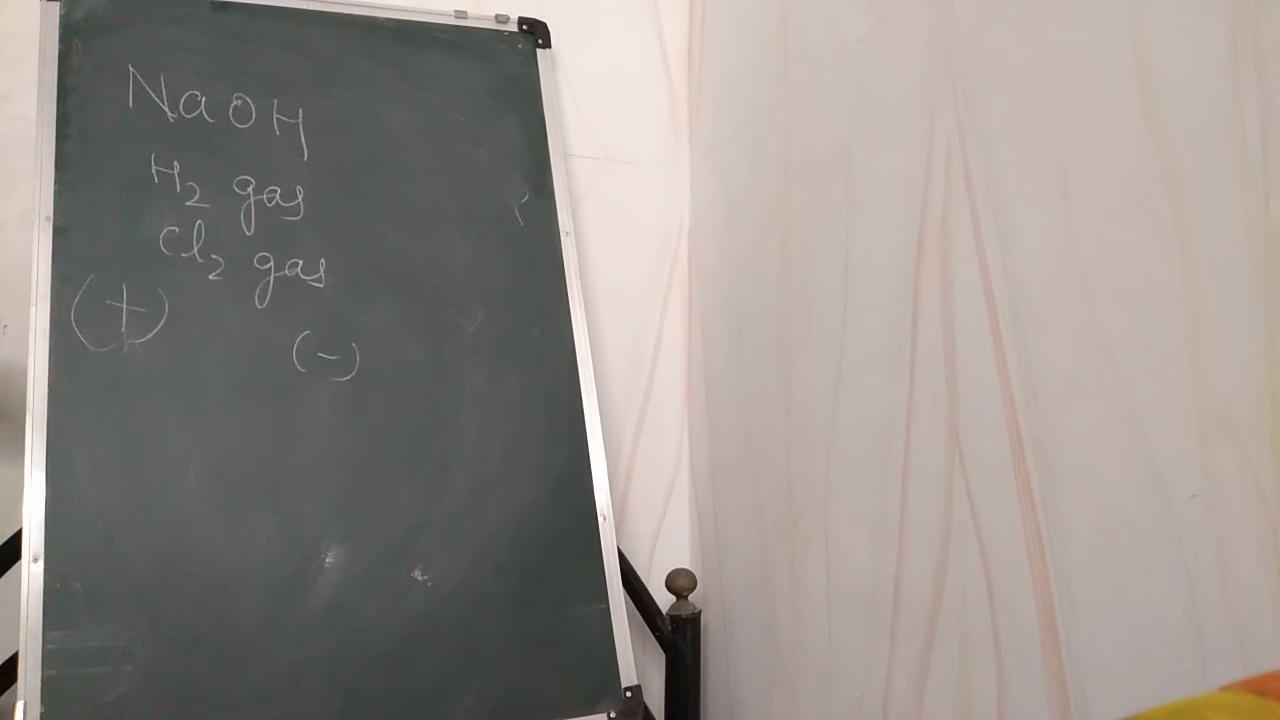 NaOH
H₂ gas
Cl₂ gas
(+) (-)